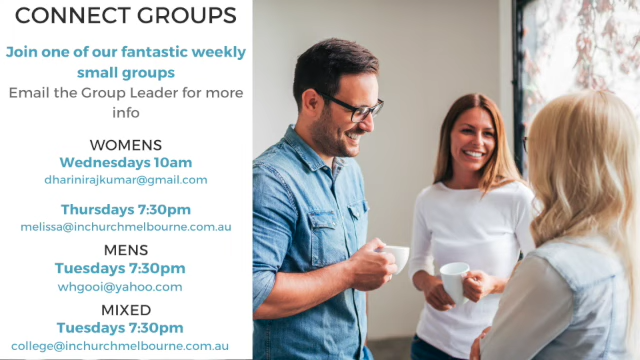 CONNECT GROUPS
Join one of our fantastic weekly
small groups
Email the Group Leader for more
info
WOMENS
Wednesdays 10am
dharinirajkumar@gmail.com
Thursdays 7:30pm
melissa@inchurchmelbourne.com.au
MENS
Tuesdays 7:30pm
whgooi@yahoo.com
MIXED
Tuesdays 7:30pm
college@inchurchmelbourne.com.au